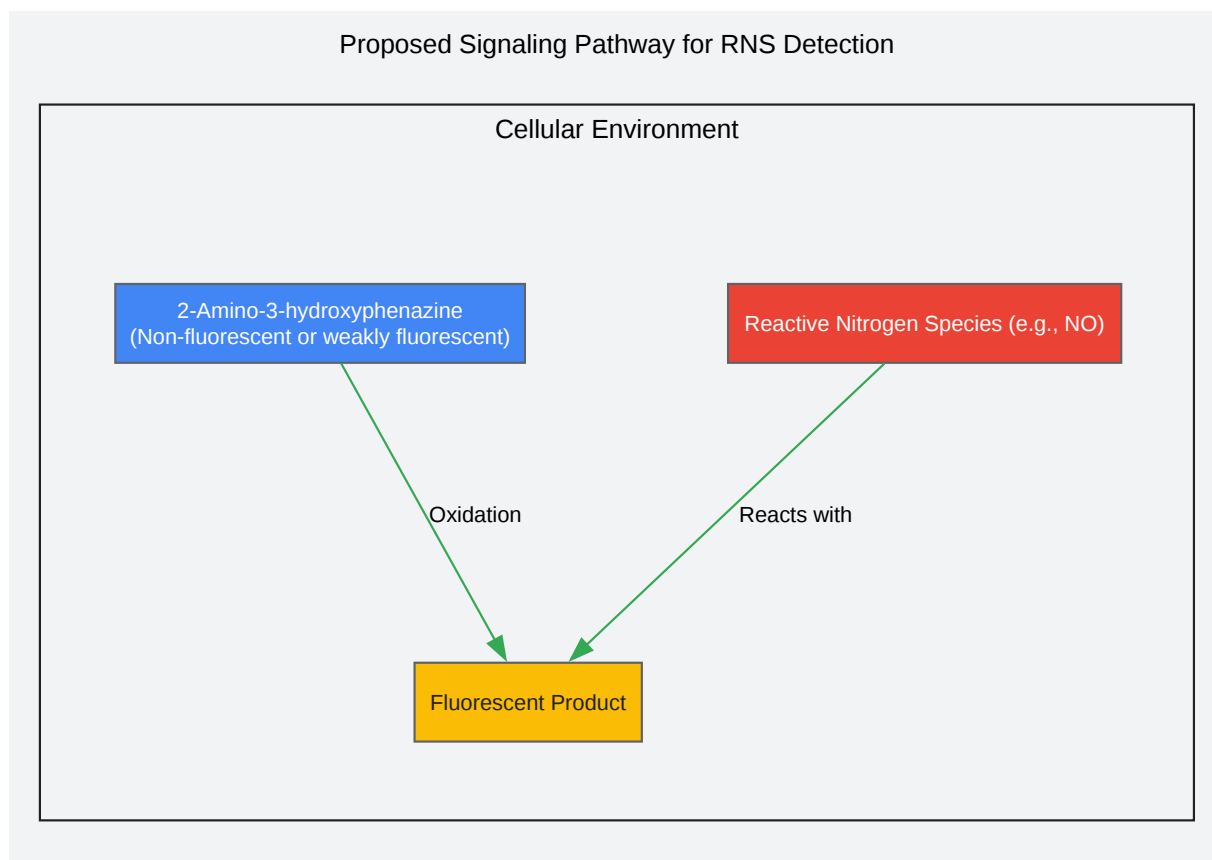 Proposed Signaling Pathway for RNS Detection
Cellular Environment
2-Amino-3-hydroxyphenazine
(Non-fluorescent or weakly fluorescent)
Reactive Nitrogen Species (e.g., NO)
Oxidation
Reacts with
Fluorescent Product